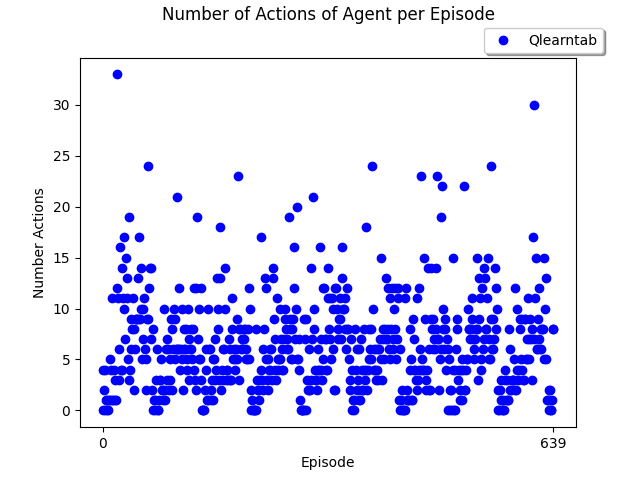 Number of Actions of Agent per Episode
Qlearntab
30
25
20
15
10
5
0
Number Actions
0 639
Episode